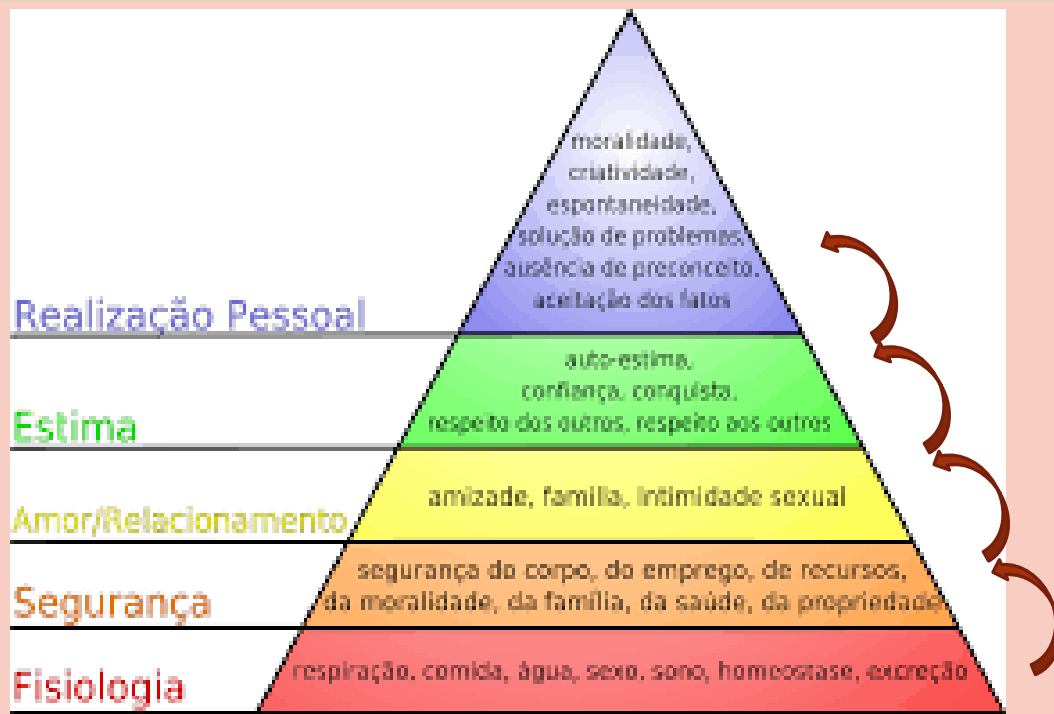 moralidade,
criatividade,
espontaneidade,
solução de problemas,
ausência de preconceito,
aceitação dos fatos
Realização Pessoal
auto-estima,
confiança, conquista,
respeito dos outros, respeito aos outros
Estima
amizade, família, intimidade sexual
Amor/Relacionamento
segurança do corpo, do emprego, de recursos,
da moralidade, da família, da saúde, da propriedade
Segurança
respiração, comida, água, sexo, sono, homeostase, excreção
Fisiologia